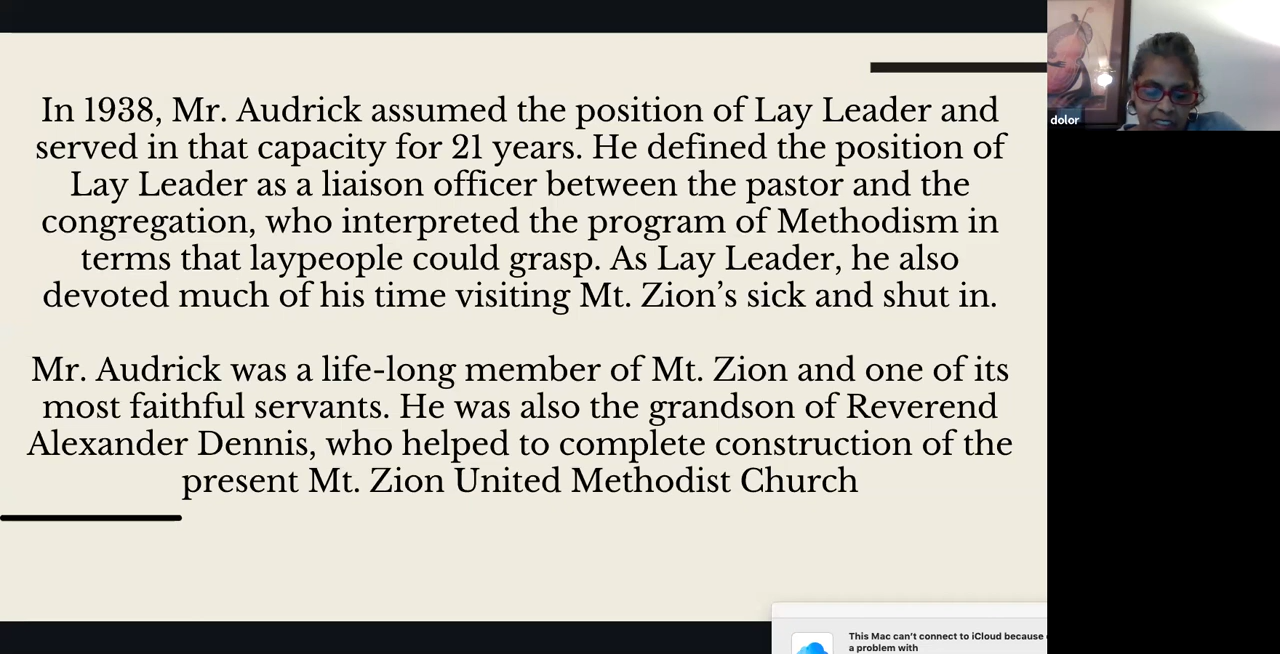 In 1938, Mr. Audrick assumed the position of Lay Leader and
served in that capacity for 21 years. He defined the position of
Lay Leader as a liaison officer between the pastor and the
congregation, who interpreted the program of Methodism in
terms that laypeople could grasp. As Lay Leader, he also
devoted much of his time visiting Mt. Zion’s sick and shut in.
Mr. Audrick was a life-long member of Mt. Zion and one of its
most faithful servants. He was also the grandson of Reverend
Alexander Dennis, who helped to complete construction of the
present Mt. Zion United Methodist Church
dolor
This Mac can’t connect to iCloud because
a problem with